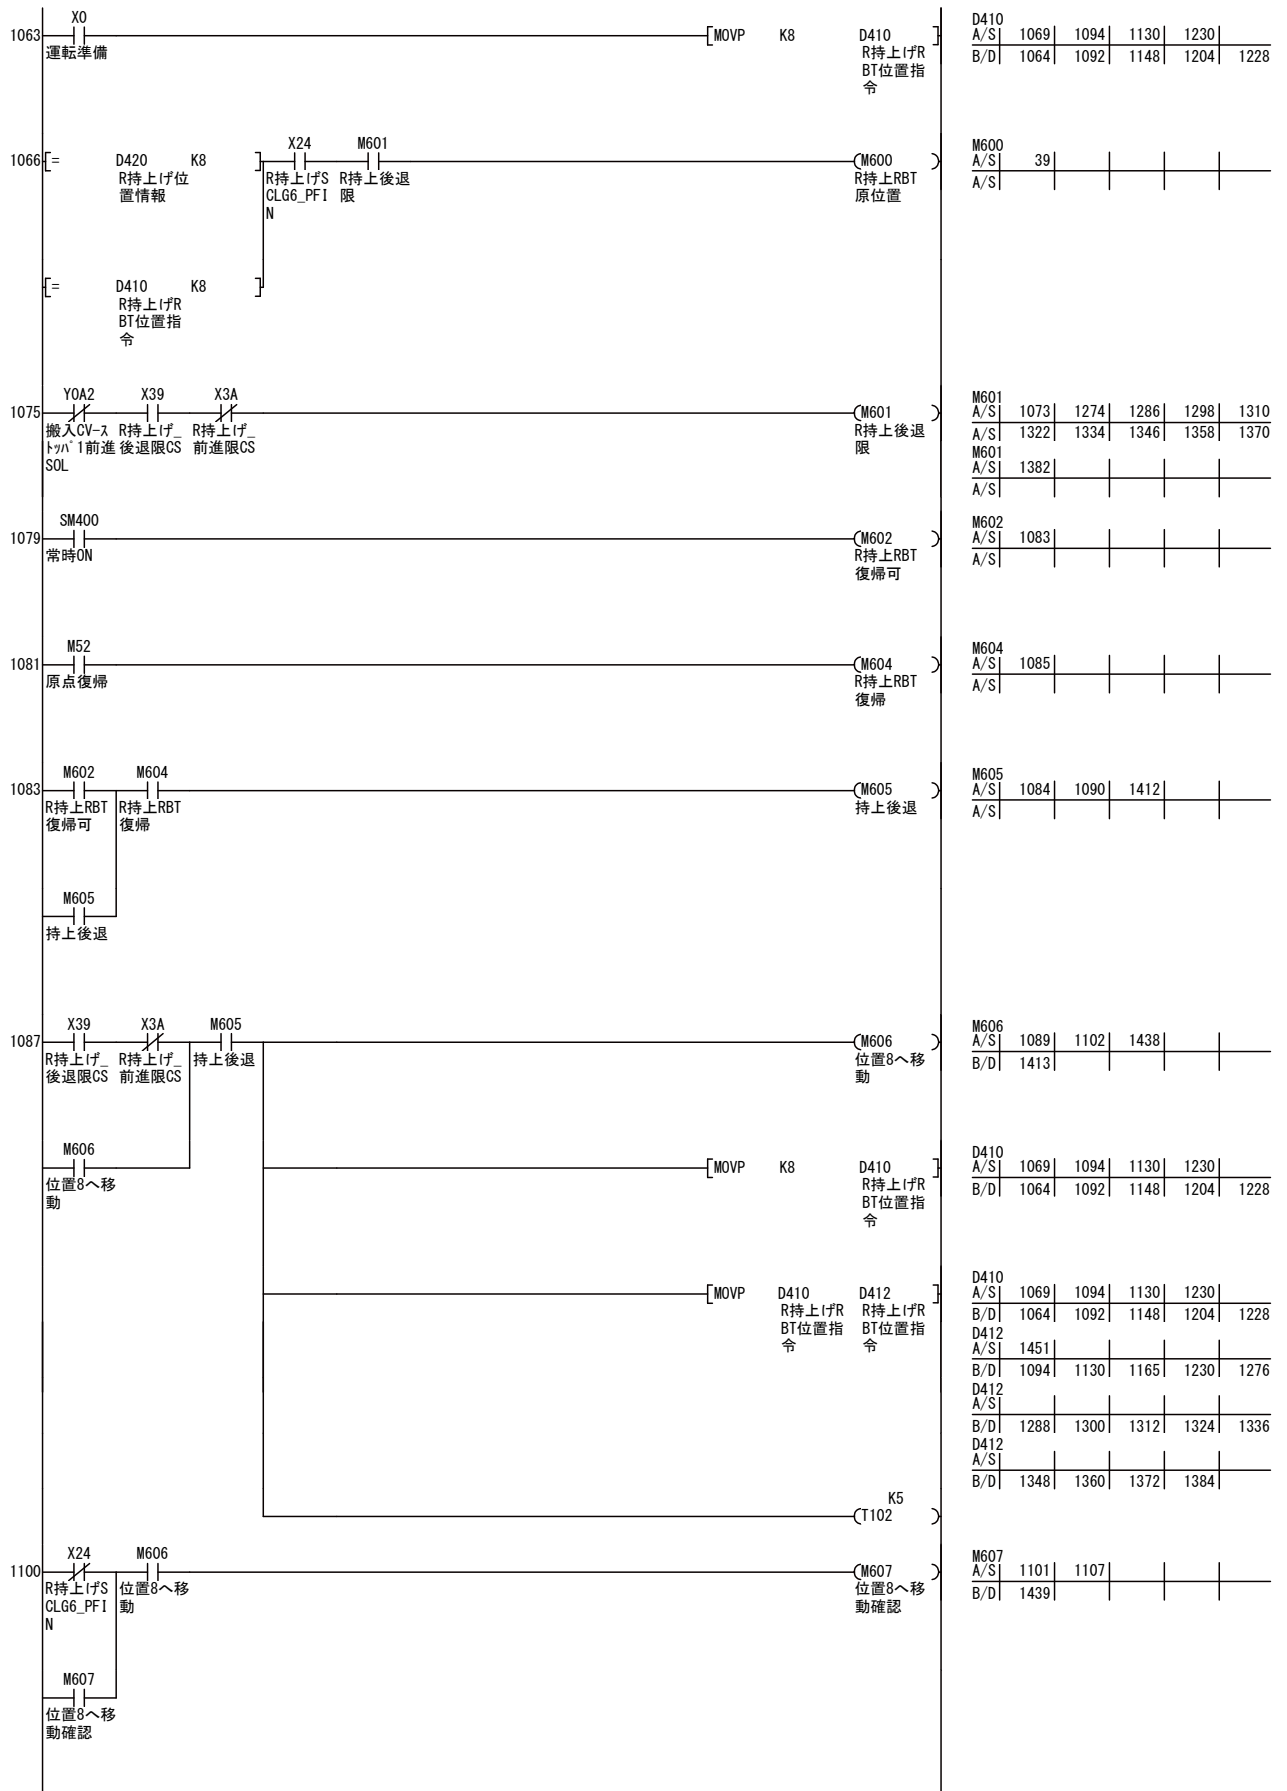 X0
1063
運転準備
[MOVP K8 D410 ]
R持上げR
BT位置指
令
D410
A/S| 1069| 1094| 1130| 1230|
B/D| 1064| 1092| 1148| 1204| 1228
X24 M601
1066 [= D420 K8 ] (M600 )
R持上げ位
置情報
R持上げS
CLG6_PFI
N
R持上後退
限
R持上RBT
原位置
M600
A/S| 39|
A/S|
[= D410 K8 ]
R持上げR
BT位置指
令
Y0A2 X39 X3A
1075 (M601 )
搬入CV-ス
トッパ1前進
SOL
R持上げ_
後退限CS
R持上げ_
前進限CS
R持上後退
限
M601
A/S| 1073| 1274| 1286| 1298| 1310
A/S| 1322| 1334| 1346| 1358| 1370
M601
A/S| 1382|
A/S|
SM400
1079 (M602 )
常時ON
R持上RBT
復帰可
M602
A/S| 1083|
A/S|
M52
1081 (M604 )
原点復帰
R持上RBT
復帰
M604
A/S| 1085|
A/S|
M602 M604
1083 (M605 )
R持上RBT
復帰可
R持上RBT
復帰
持上後退
M605
A/S| 1084| 1090| 1412|
A/S|
M605
持上後退
X39 X3A M605
1087 (M606 )
R持上げ_
後退限CS
R持上げ_
前進限CS
持上後退
位置8へ移
動
M606
A/S| 1089| 1102| 1438|
B/D| 1413|
M606
位置8へ移
動
[MOVP K8 D410 ]
R持上げR
BT位置指
令
D410
A/S| 1069| 1094| 1130| 1230|
B/D| 1064| 1092| 1148| 1204| 1228
[MOVP D410 D412 ]
R持上げR
BT位置指
令
R持上げR
BT位置指
令
D410
A/S| 1069| 1094| 1130| 1230|
B/D| 1064| 1092| 1148| 1204| 1228
D412
A/S| 1451|
B/D| 1094| 1130| 1165| 1230| 1276
D412
A/S|
B/D| 1288| 1300| 1312| 1324| 1336
D412
A/S|
B/D| 1348| 1360| 1372| 1384|
K5
(T102 )
X24 M606
1100 (M607 )
R持上げS
CLG6_PFI
N
位置8へ移
動
位置8へ移
動確認
M607
A/S| 1101| 1107|
B/D| 1439|
M607
位置8へ移
動確認